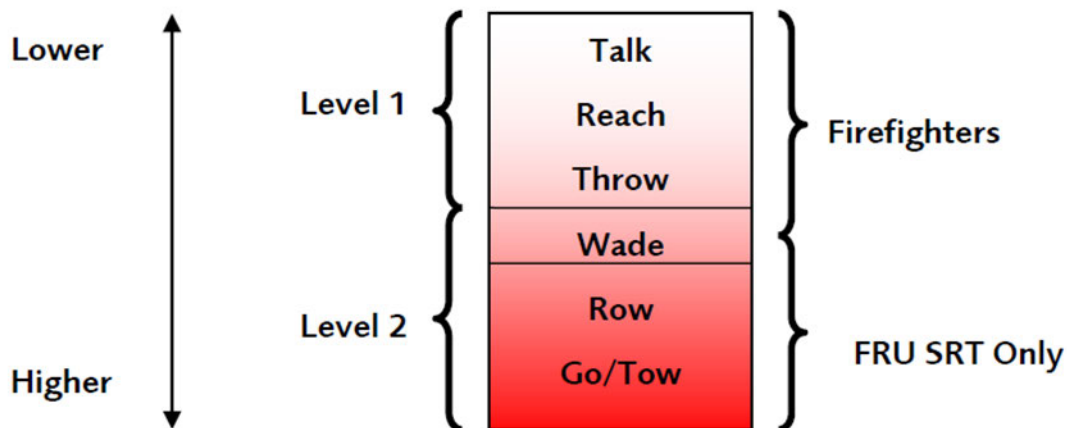 Lower
Higher
Level 1
Level 2
Talk
Reach
Throw
Wade
Row
Go/Tow
Firefighters
FRU SRT Only